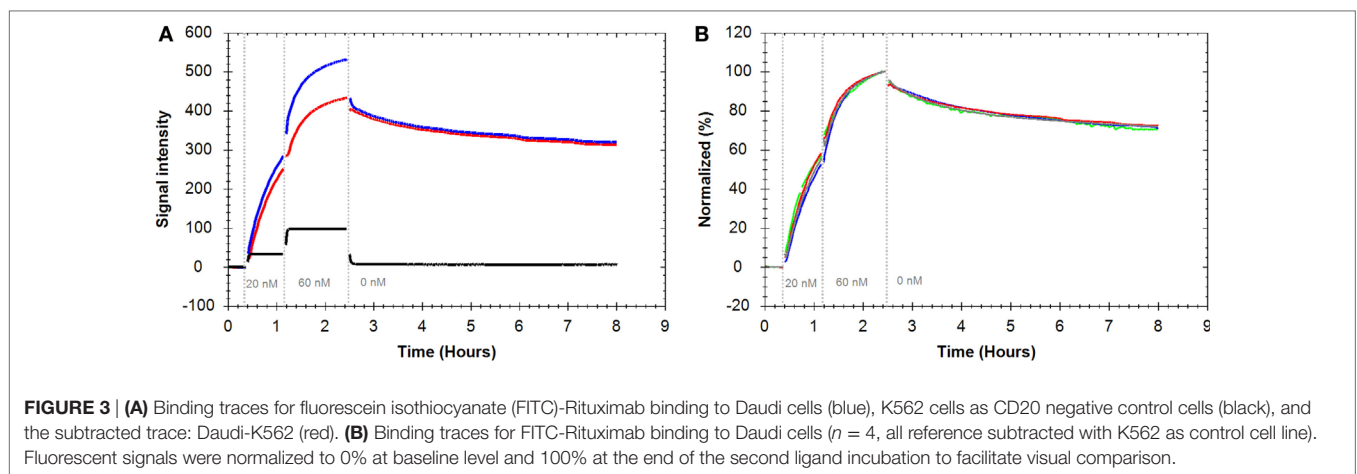 A
Signal intensity
600
500
400
300
200
100
0
-100
20 nM
60 nM
0 nM
0 1 2 3 4 5 6 7 8 9
Time (Hours)
B
Normalized (%)
120
100
80
60
40
20
0
-20
20 nM
60 nM
0 nM
0 1 2 3 4 5 6 7 8 9
Time (Hours)
FIGURE 3 | (A) Binding traces for fluorescein isothiocyanate (FITC)-Rituximab binding to Daudi cells (blue), K562 cells as CD20 negative control cells (black), and
the subtracted trace: Daudi-K562 (red). (B) Binding traces for FITC-Rituximab binding to Daudi cells (n = 4, all reference subtracted with K562 as control cell line).
Fluorescent signals were normalized to 0% at baseline level and 100% at the end of the second ligand incubation to facilitate visual comparison.